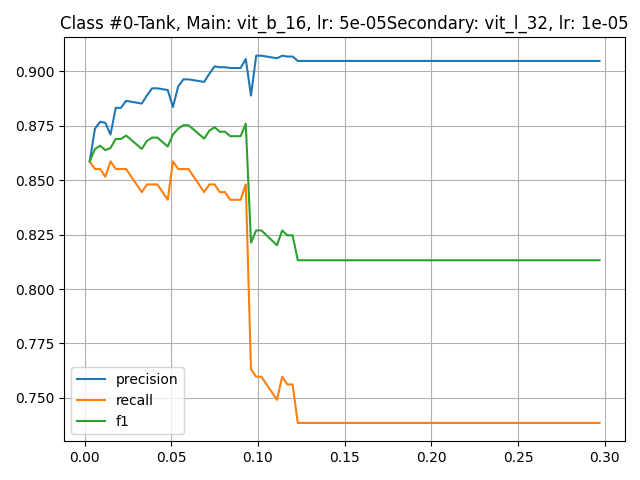 Class #0-Tank, Main: vit_b_16, lr: 5e-05Secondary: vit_l_32, lr: 1e-05
0.900
0.875
0.850
0.825
0.800
0.775
0.750
precision
recall
f1
0.00 0.05 0.10 0.15 0.20 0.25 0.30